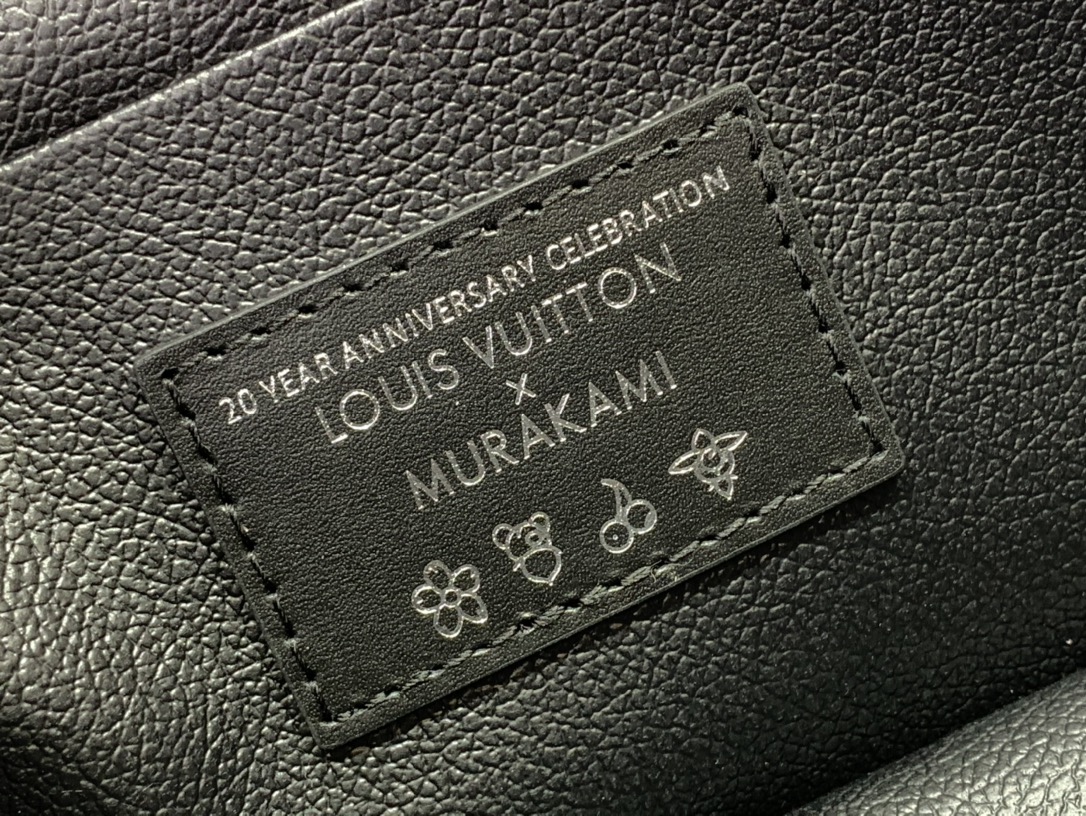 20 YEAR ANNIVERSARY CELEBRATION
LOUIS VUITTON
×
MURAKAMI